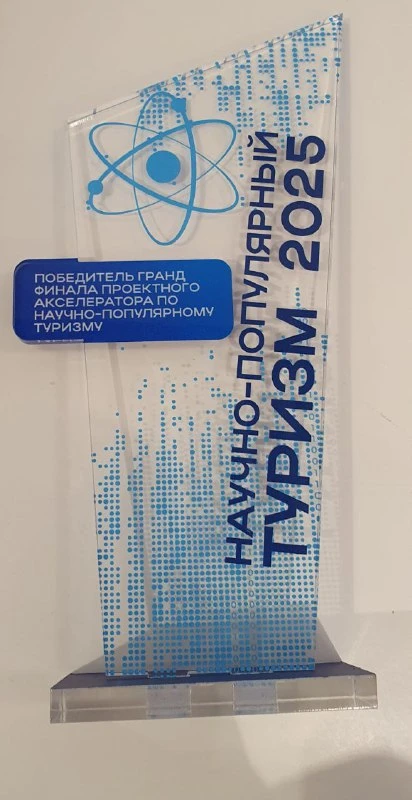 ПОБЕДИТЕЛЬ ГРАНД
ФИНАЛА ПРОЕКТНОГО
АКСЕЛЕРАТОРА ПО
НАУЧНО-ПОПУЛЯРНОМУ
ТУРИЗМУ
НАУЧНО-ПОПУЛЯРНЫЙ
ТУРИЗМ 2025